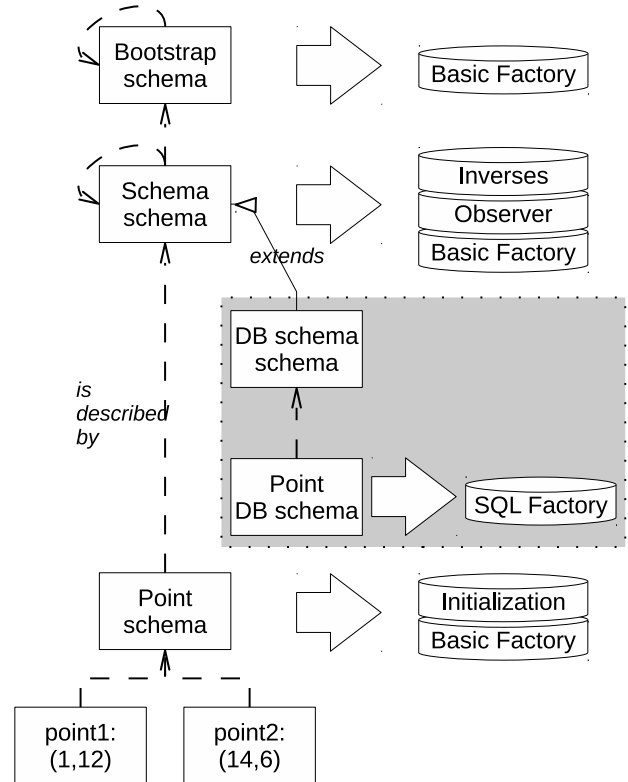 Bootstrap
schema
Basic Factory
Schema
schema
Inverses
Observer
Basic Factory
extends
DB schema
schema
is
described
by
Point
DB schema
SQL Factory
Point
schema
Initialization
Basic Factory
point1:
(1,12)
point2:
(14,6)